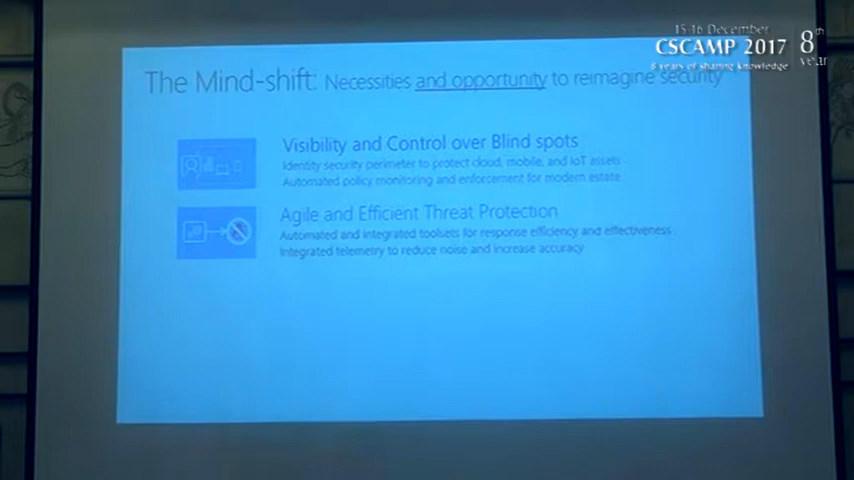 15-16 December
CSCAMP 2017 8th
8 years of sharing knowledge year
The Mind-shift: Necessities and opportunity to reimagine security
Visibility and Control over Blind spots
Identity security perimeter to protect cloud, mobile, and IoT assets
Automated policy monitoring and enforcement for modern estate
Agile and Efficient Threat Protection
Automated and integrated toolsets for response efficiency and effectiveness
Integrated telemetry to reduce noise and increase accuracy